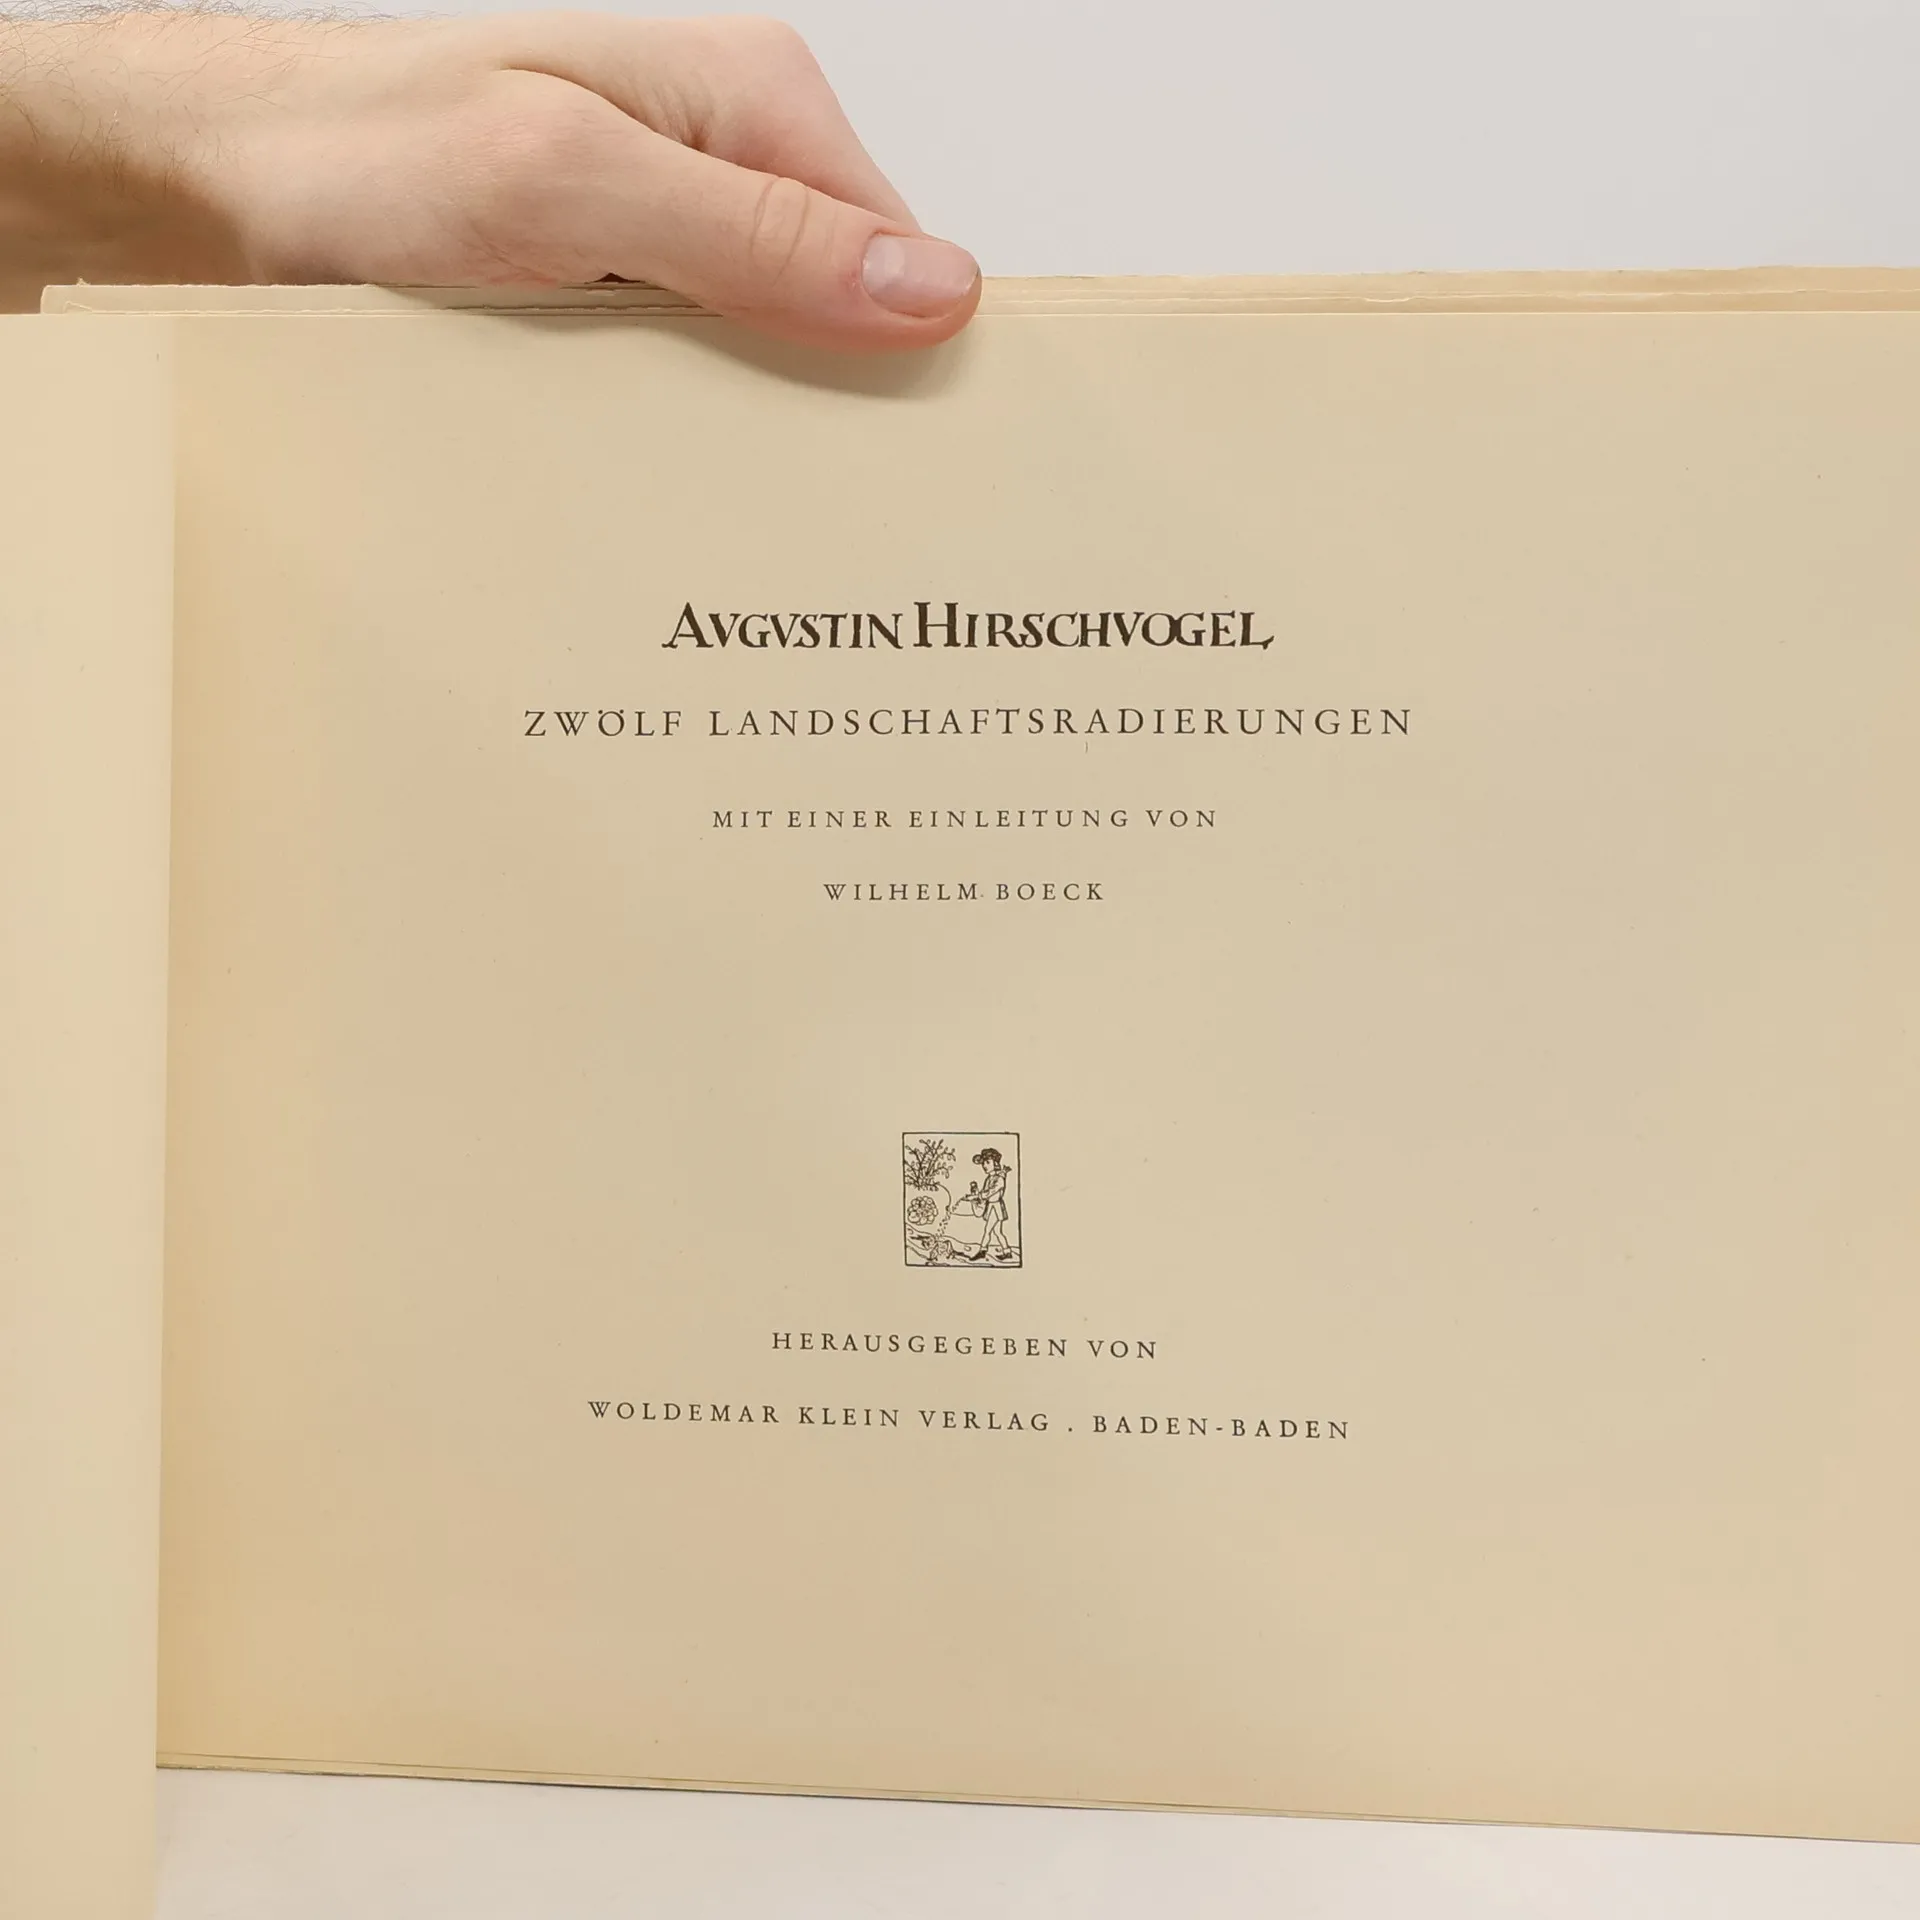 AVGVSTIN HIRSCHVOGEL
ZWÖLF LANDSCHAFTSRADIERUNGEN
MIT EINER EINLEITUNG VON
WILHELM BOECK
HERAUSGEGEBEN VON
WOLDEMAR KLEIN VERLAG . BADEN-BADEN